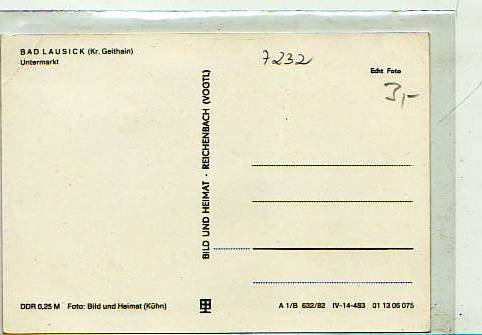 BAD LAUSICK (Kr. Geithain)
Untermarkt
7232
Echt Foto
3,-
BILD UND HEIMAT · REICHENBACH (VOGTL)
DDR 0,25 M Foto: Bild und Heimat (Kühn)
A 1/B 632/82 IV-14-483 01 13 06 075